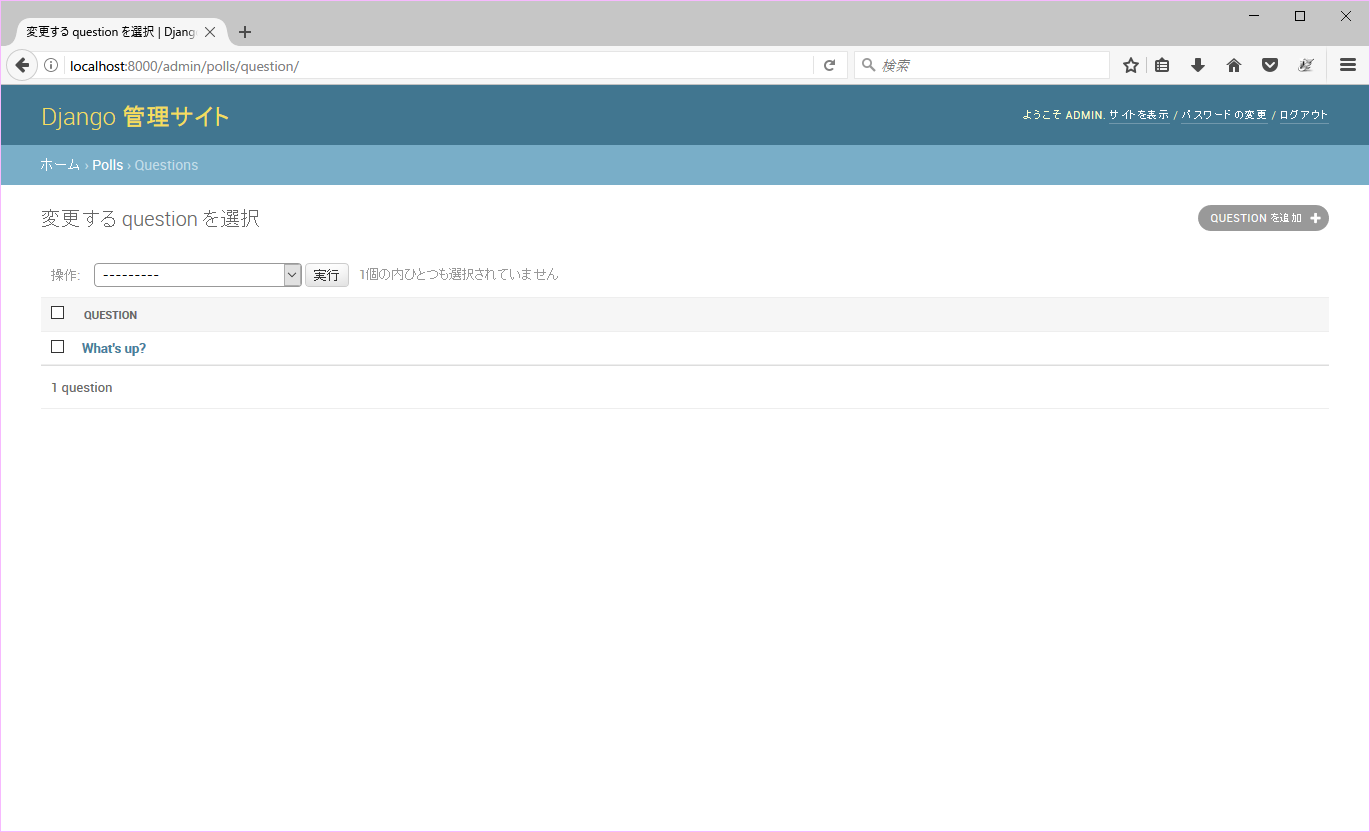 変更する question を選択 | Djang
localhost:8000/admin/polls/question/
検索
Django 管理サイト
ようこそ ADMIN. サイトを表示 / パスワードの変更 / ログアウト
ホーム › Polls › Questions
変更する question を選択
QUESTION を追加
操作: --------- 実行 1個の内ひとつも選択されていません
QUESTION
What's up?
1 question